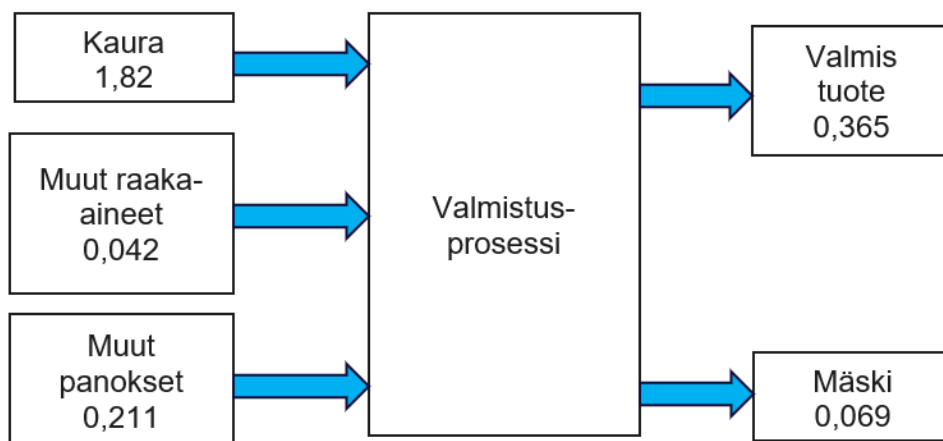 Kaura
1,82
Muut raaka-
aineet
0,042
Muut
panokset
0,211
Valmistus-
prosessi
Valmis
tuote
0,365
Mäski
0,069